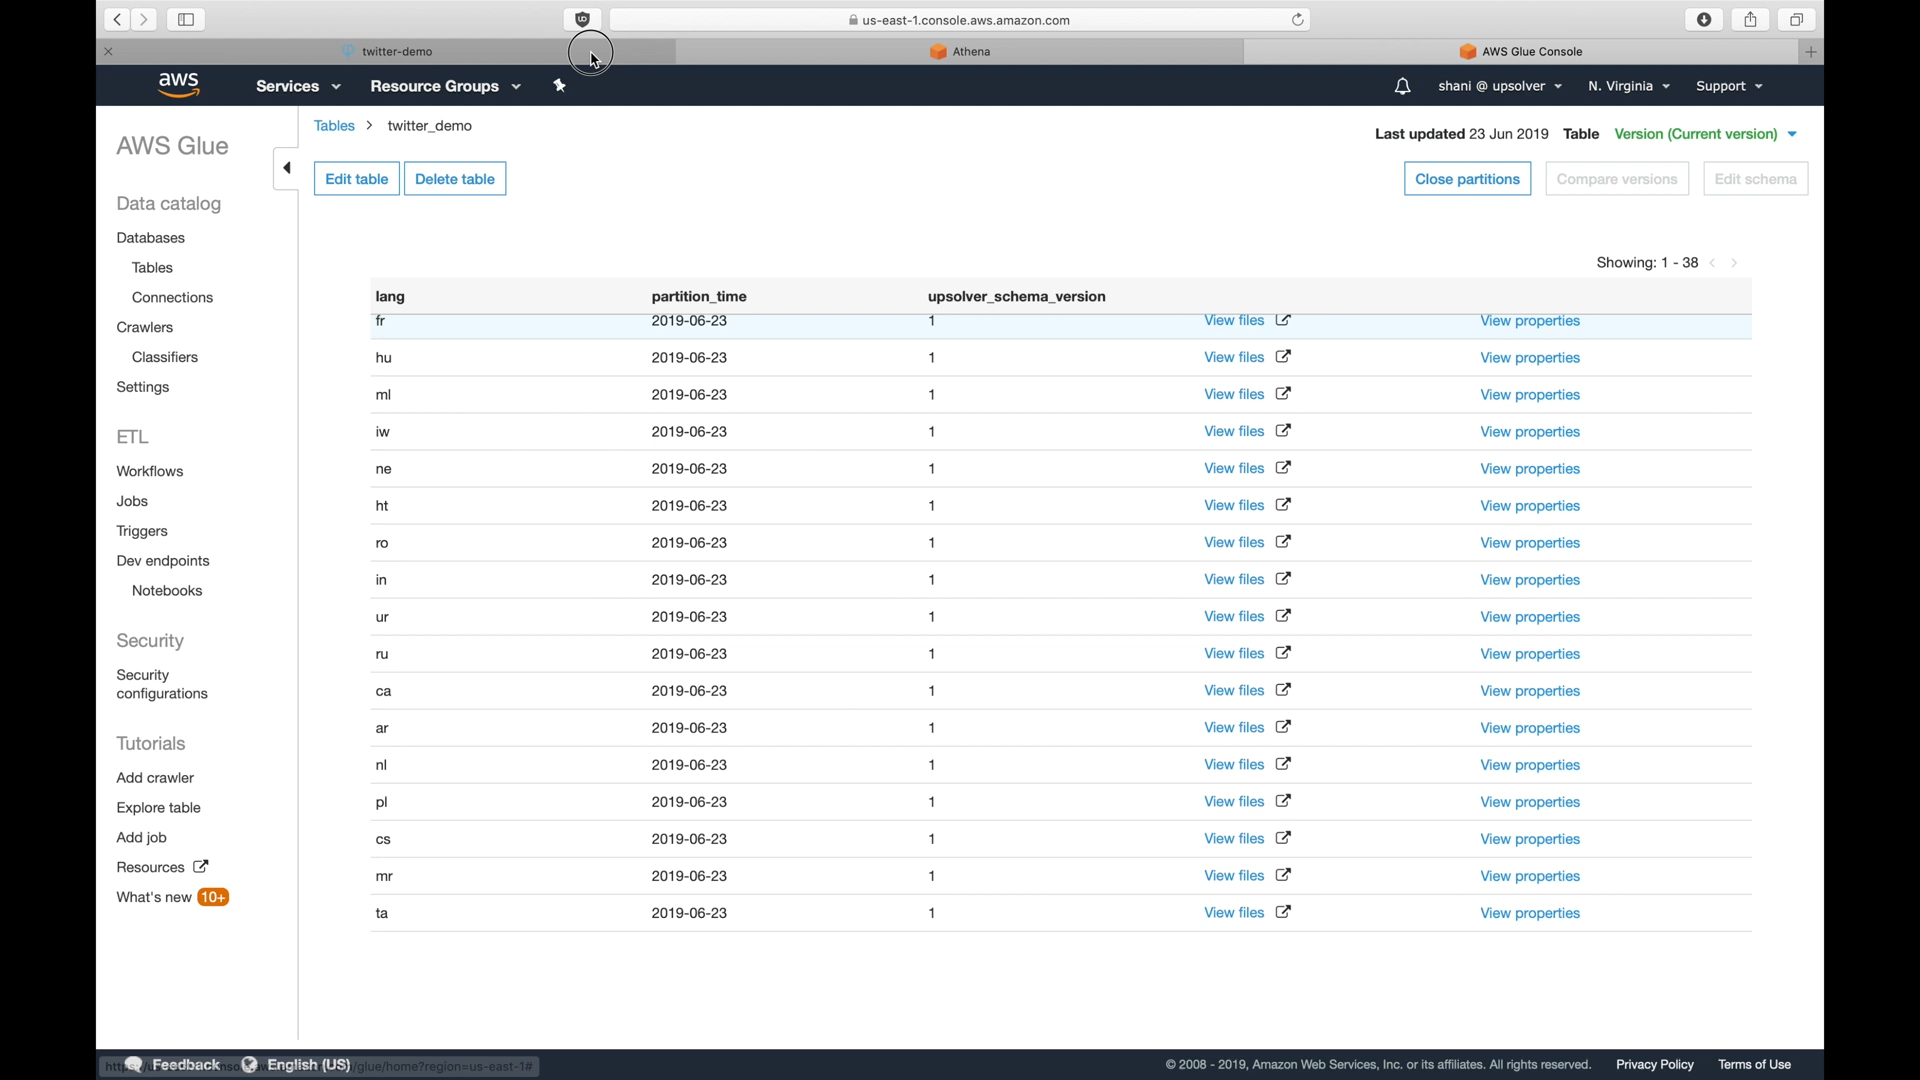 us-east-1.console.aws.amazon.com
twitter-demo
Athena
AWS Glue Console
aws
Services
Resource Groups
shani @ upsolver
N. Virginia
Support
AWS Glue
Data catalog
Databases
Tables
Connections
Crawlers
Classifiers
Settings
ETL
Workflows
Jobs
Triggers
Dev endpoints
Notebooks
Security
Security
configurations
Tutorials
Add crawler
Explore table
Add job
Resources
What's new 10+
Tables > twitter_demo
Last updated 23 Jun 2019 Table Version (Current version)
Edit table
Delete table
Close partitions
Compare versions
Edit schema
Showing: 1 - 38
lang partition_time upsolver_schema_version
fr 2019-06-23 1 View files View properties
hu 2019-06-23 1 View files View properties
ml 2019-06-23 1 View files View properties
iw 2019-06-23 1 View files View properties
ne 2019-06-23 1 View files View properties
ht 2019-06-23 1 View files View properties
ro 2019-06-23 1 View files View properties
in 2019-06-23 1 View files View properties
ur 2019-06-23 1 View files View properties
ru 2019-06-23 1 View files View properties
ca 2019-06-23 1 View files View properties
ar 2019-06-23 1 View files View properties
nl 2019-06-23 1 View files View properties
pl 2019-06-23 1 View files View properties
cs 2019-06-23 1 View files View properties
mr 2019-06-23 1 View files View properties
ta 2019-06-23 1 View files View properties
Feedback
English (US)
/glue/home?region=us-east-1#
© 2008 - 2019, Amazon Web Services, Inc. or its affiliates. All rights reserved.
Privacy Policy
Terms of Use